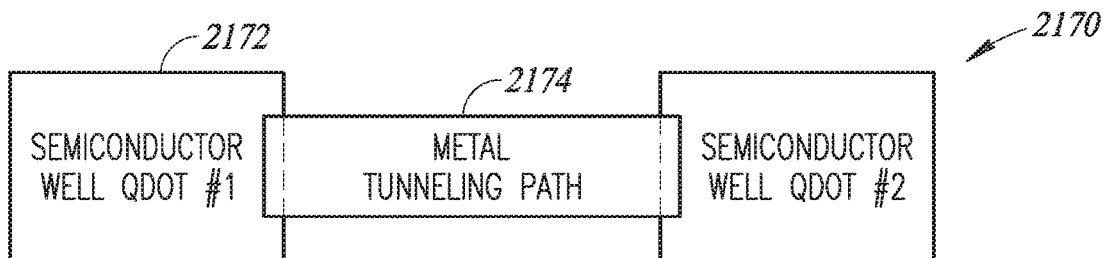 2172
2170
2174
SEMICONDUCTOR
WELL QDOT #1
METAL
TUNNELING PATH
SEMICONDUCTOR
WELL QDOT #2